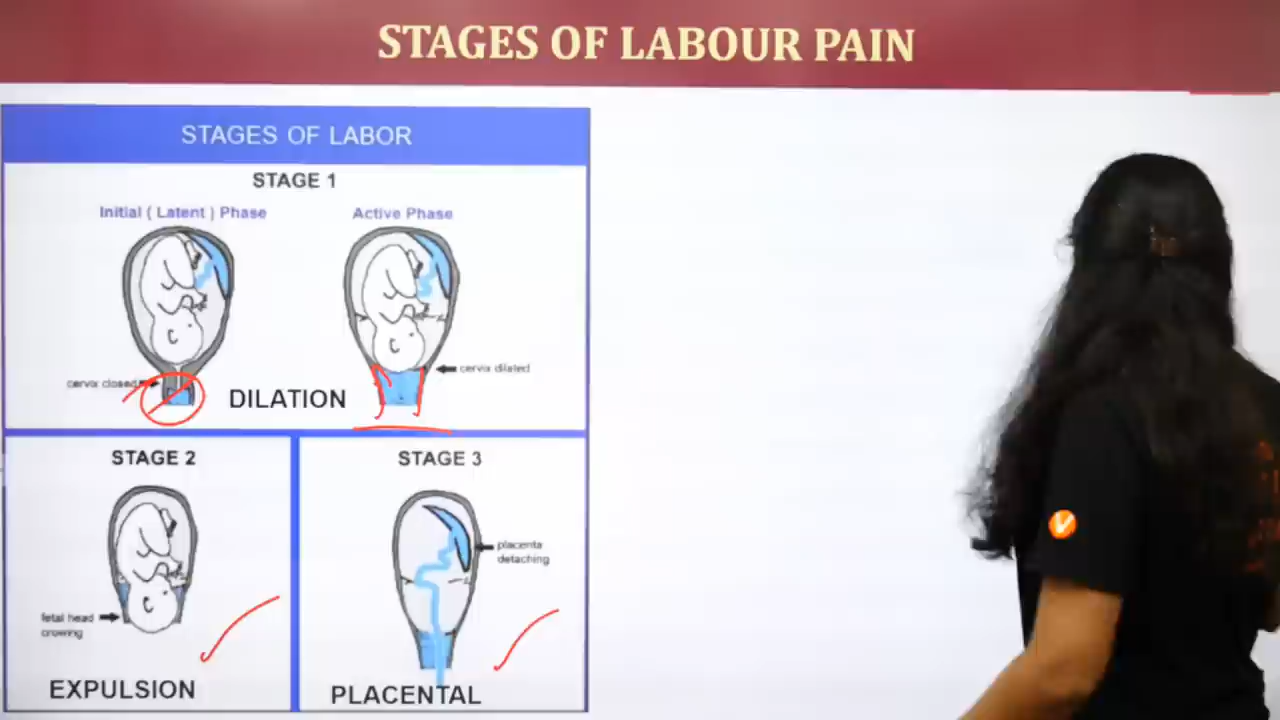 STAGES OF LABOUR PAIN
STAGES OF LABOR
STAGE 1
Initial ( Latent ) Phase
Active Phase
cervix closed
cervix dilated
DILATION
STAGE 2
STAGE 3
placenta
detaching
fetal head
crowing
EXPULSION
PLACENTAL